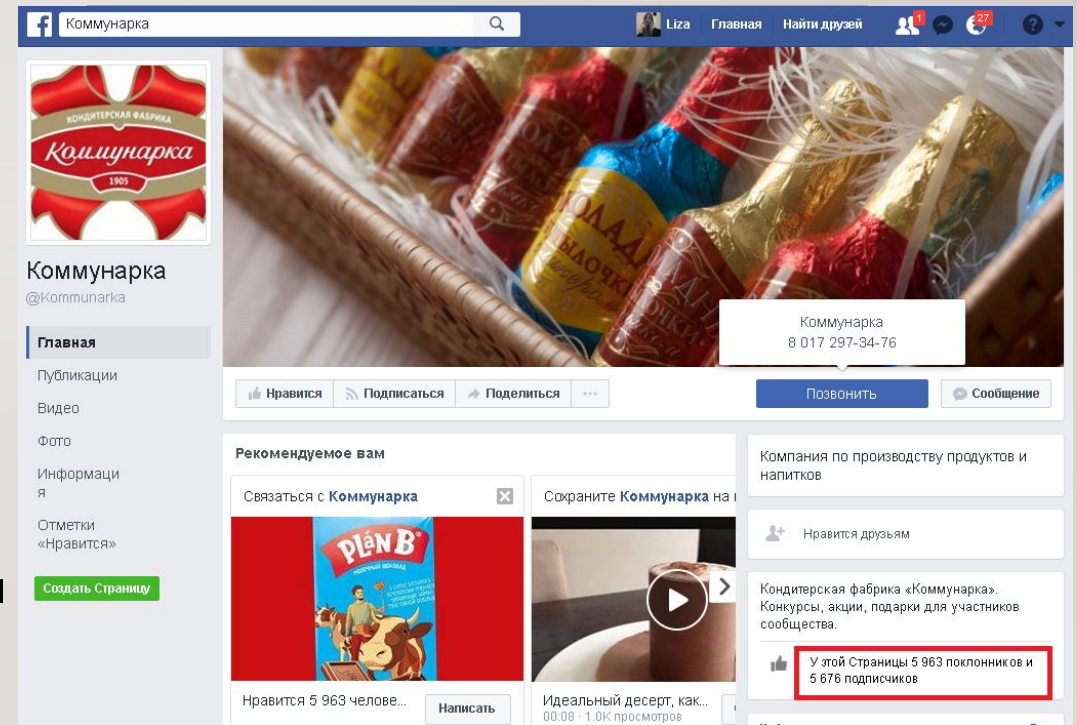 Коммунарка
Liza
Главная
Найти друзей
1
27
КОНДИТЕРСКАЯ ФАБРИКА
Коммунарка
1905
Коммунарка
@Kommunarka
Главная
Публикации
Видео
Фото
Информаци
я
Отметки
«Нравится»
Создать Страницу
Коммунарка
8 017 297-34-76
Нравится
Подписаться
Поделиться
...
Позвонить
Сообщение
Рекомендуемое вам
Связаться с Коммунарка
PlánB
МОЛОЧНЫЙ ШОКОЛАД
Нравится 5 963 челове...
Написать
Сохраните Коммунарка на
Идеальный десерт, как...
00:08 · 1.0K просмотров
Компания по производству продуктов и
напитков
Нравится друзьям
Кондитерская фабрика «Коммунарка».
Конкурсы, акции, подарки для участников
сообщества.
У этой Страницы 5 963 поклонников и
5 676 подписчиков